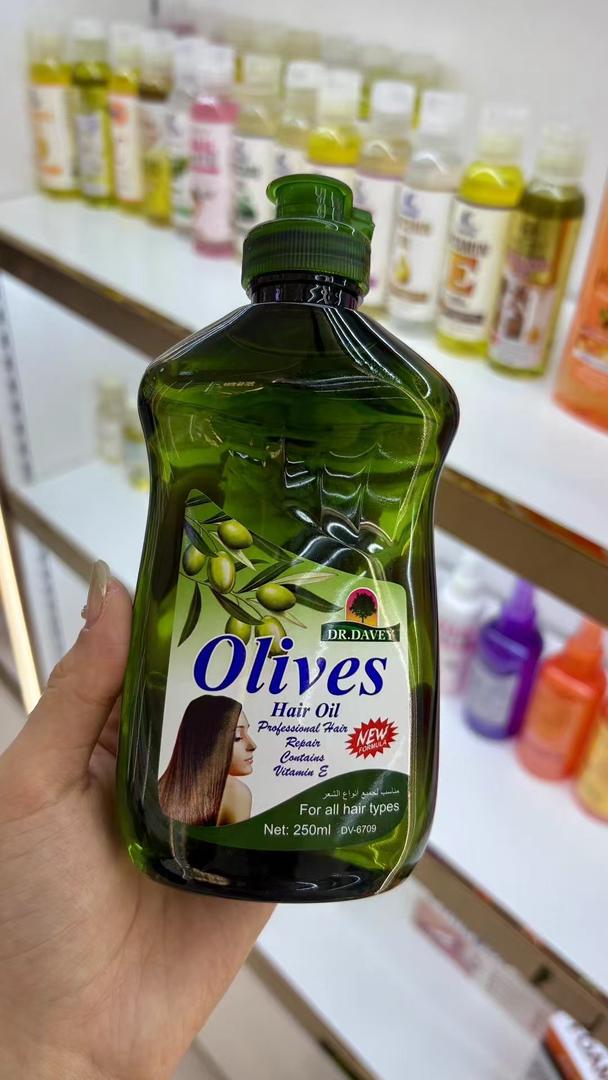 DR.DAVEY
Olives
Hair Oil
Professional Hair
Repair
Contains
Vitamin E
NEW
FORMULA
مناسب لجميع أنواع الشعر
For all hair types
Net: 250ml DV-6709
E